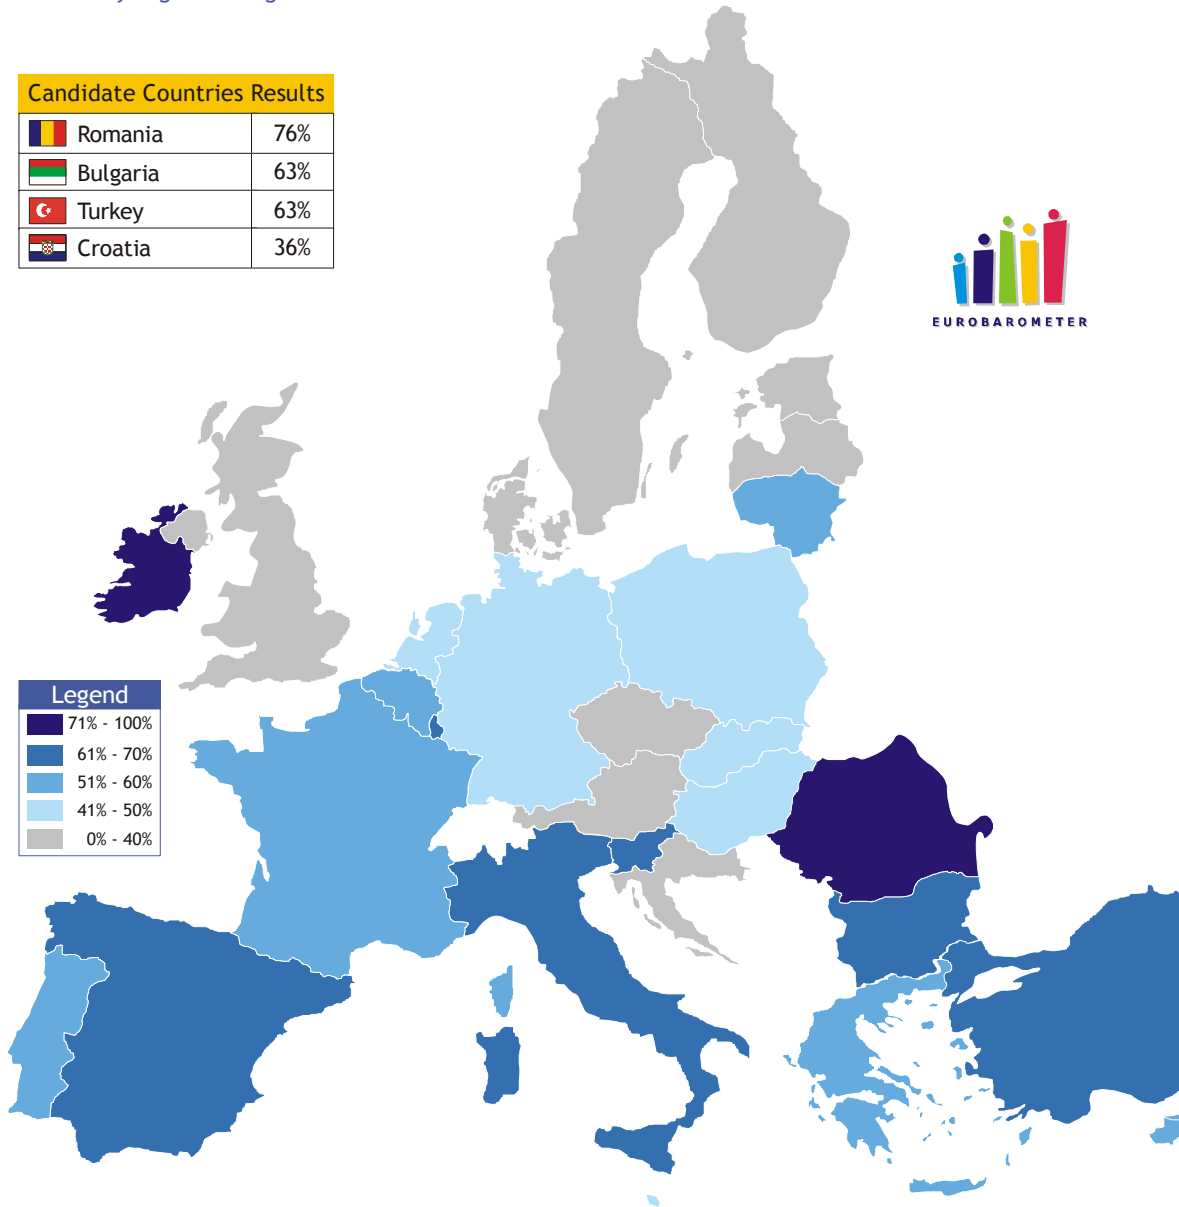 Candidate Countries Results
Romania 76%
Bulgaria 63%
Turkey 63%
Croatia 36%
EUROBAROMETER
Legend
71% - 100%
61% - 70%
51% - 60%
41% - 50%
0% - 40%